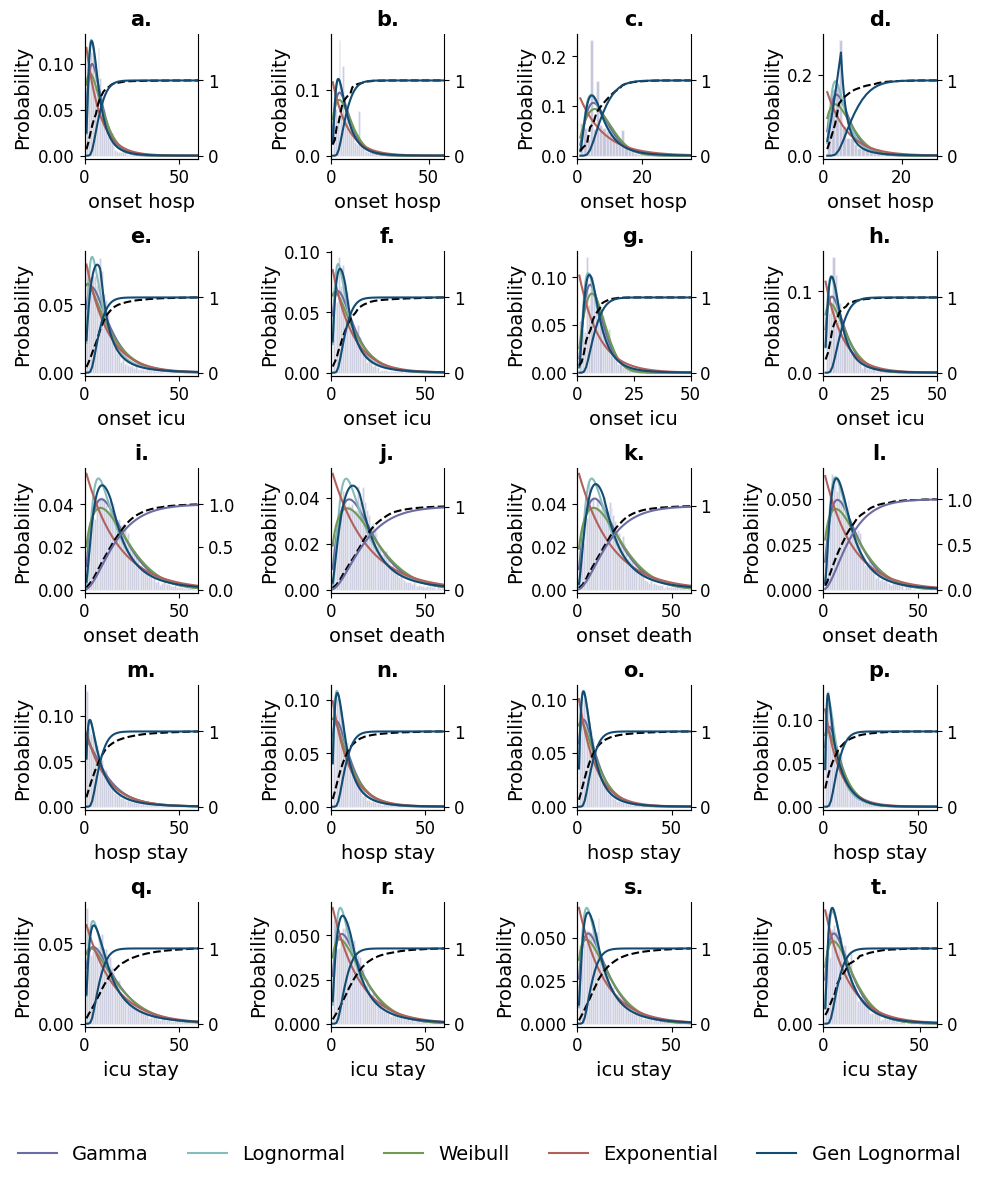 a. b. c. d.
Probability Probability Probability Probability
0.10 0.05 0.00 1 0
0.1 0.0 1 0
0.2 0.1 0.0 1 0
0.2 0.0 1 0
0 50 0 50 0 20 0 20
onset hosp onset hosp onset hosp onset hosp
e. f. g. h.
Probability Probability Probability Probability
0.05 0.00 1 0
0.10 0.05 0.00 1 0
0.10 0.05 0.00 1 0
0.1 0.0 1 0
0 50 0 50 0 25 50 0 25 50
onset icu onset icu onset icu onset icu
i. j. k. l.
Probability Probability Probability Probability
0.04 0.02 0.00 1.0 0.5 0.0
0.04 0.02 0.00 1 0
0.04 0.02 0.00 1 0
0.050 0.025 0.000 1.0 0.5 0.0
0 50 0 50 0 50 0 50
onset death onset death onset death onset death
m. n. o. p.
Probability Probability Probability Probability
0.10 0.05 0.00 1 0
0.10 0.05 0.00 1 0
0.10 0.05 0.00 1 0
0.10 0.05 0.00 1 0
0 50 0 50 0 50 0 50
hosp stay hosp stay hosp stay hosp stay
q. r. s. t.
Probability Probability Probability Probability
0.05 0.00 1 0
0.050 0.025 0.000 1 0
0.050 0.025 0.000 1 0
0.05 0.00 1 0
0 50 0 50 0 50 0 50
icu stay icu stay icu stay icu stay
Gamma Lognormal Weibull Exponential Gen Lognormal